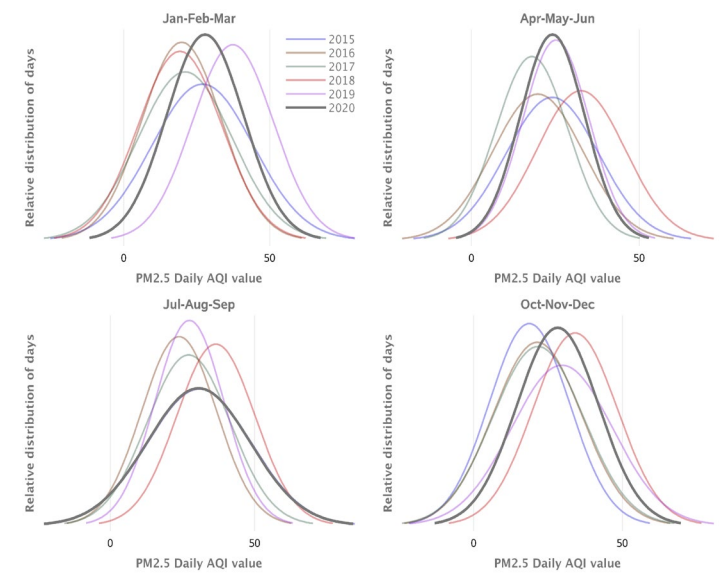 Jan-Feb-Mar
Relative distribution of days
2015
2016
2017
2018
2019
2020
0 50
PM2.5 Daily AQI value
Apr-May-Jun
Relative distribution of days
0 50
PM2.5 Daily AQI value
Jul-Aug-Sep
Relative distribution of days
0 50
PM2.5 Daily AQI value
Oct-Nov-Dec
Relative distribution of days
0 50
PM2.5 Daily AQI value